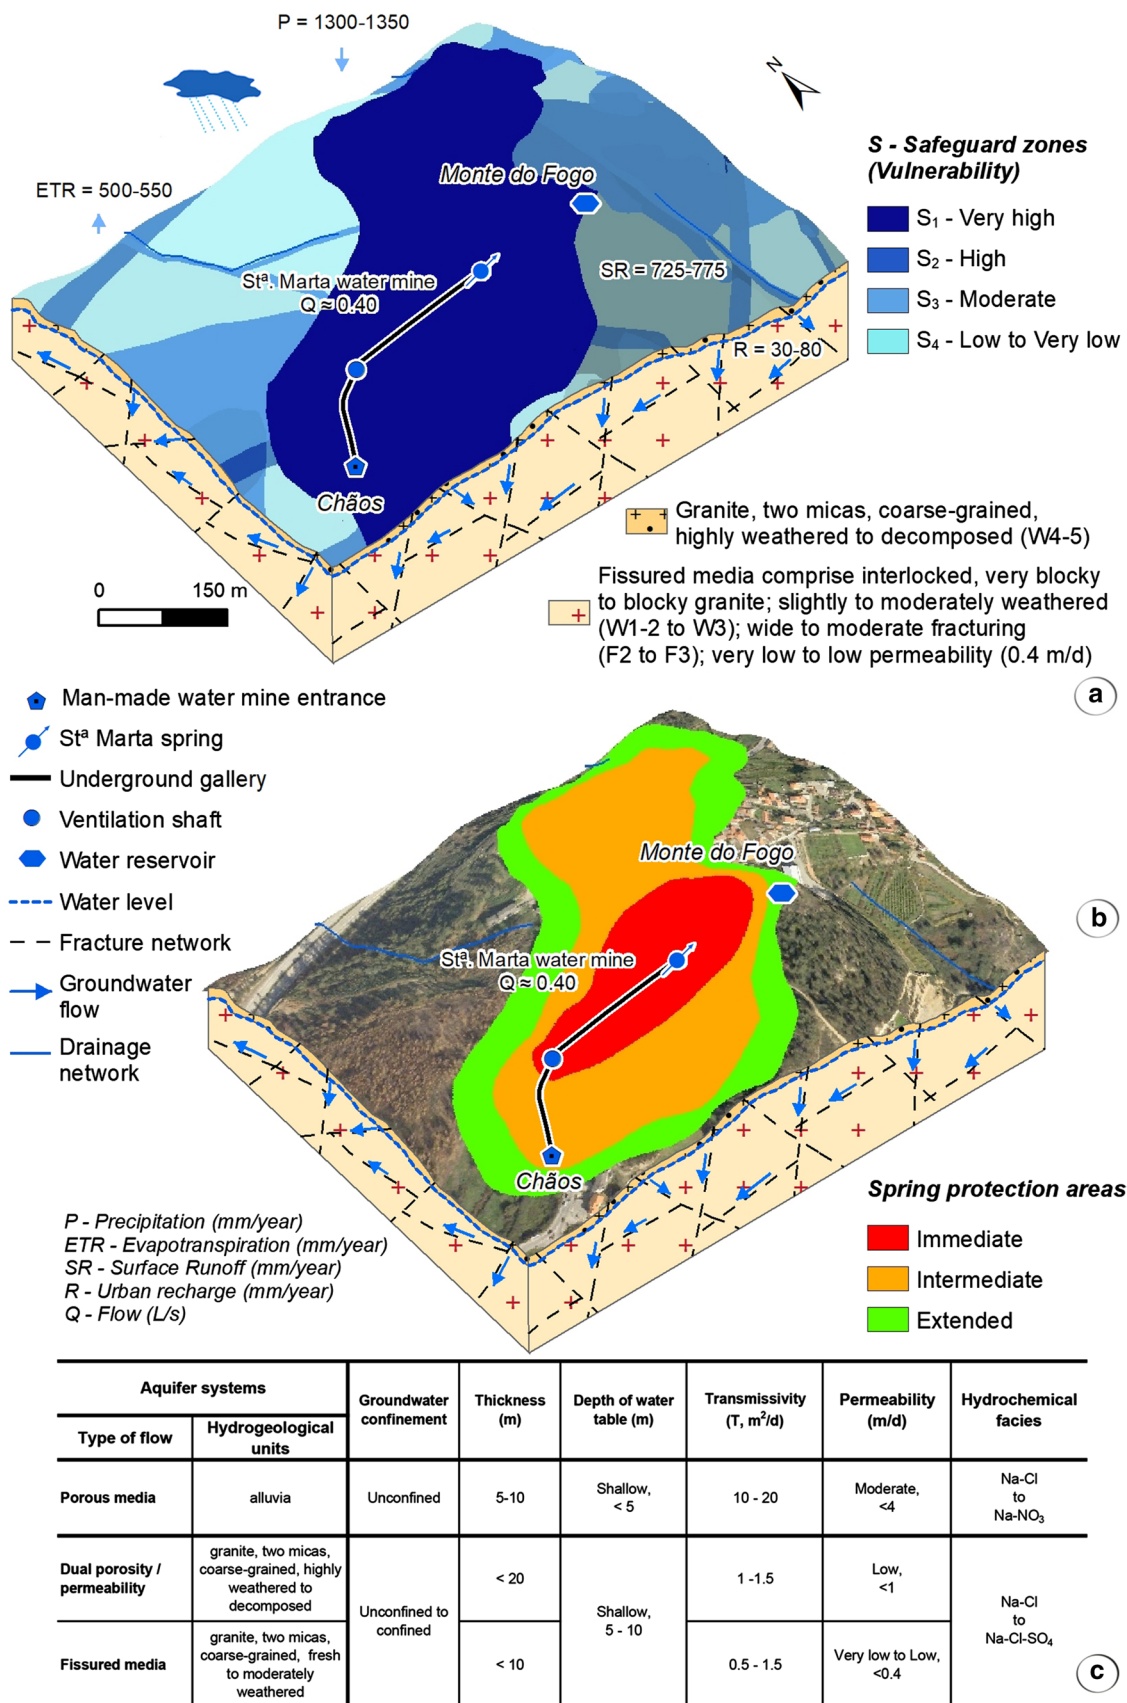 P = 1300-1350
N
ETR = 500-550
Monte do Fogo
Stª. Marta water mine
Q ≈ 0.40
SR = 725-775
R = 30-80
Chãos
0 150 m
S - Safeguard zones
(Vulnerability)
S₁ - Very high
S₂ - High
S₃ - Moderate
S₄ - Low to Very low
Granite, two micas, coarse-grained,
highly weathered to decomposed (W4-5)
Fissured media comprise interlocked, very blocky
to blocky granite; slightly to moderately weathered
(W1-2 to W3); wide to moderate fracturing
(F2 to F3); very low to low permeability (0.4 m/d)
a
Man-made water mine entrance
Stª Marta spring
Underground gallery
Ventilation shaft
Water reservoir
Water level
Fracture network
Groundwater
flow
Drainage
network
Monte do Fogo
Stª. Marta water mine
Q ≈ 0.40
Chãos
b
P - Precipitation (mm/year)
ETR - Evapotranspiration (mm/year)
SR - Surface Runoff (mm/year)
R - Urban recharge (mm/year)
Q - Flow (L/s)
Spring protection areas
Immediate
Intermediate
Extended
Aquifer systems
Type of flow
Hydrogeological
units
Groundwater
confinement
Thickness
(m)
Depth of water
table (m)
Transmissivity
(T, m²/d)
Permeability
(m/d)
Hydrochemical
facies
Porous media
alluvia
Unconfined
5-10
Shallow,
< 5
10 - 20
Moderate,
<4
Na-Cl
to
Na-NO₃
Dual porosity /
permeability
granite, two micas,
coarse-grained, highly
weathered to
decomposed
Unconfined to
confined
< 20
Shallow,
5 - 10
1 -1.5
Low,
<1
Na-Cl
to
Na-Cl-SO₄
Fissured media
granite, two micas,
coarse-grained, fresh
to moderately
weathered
< 10
0.5 - 1.5
Very low to Low,
<0.4
c